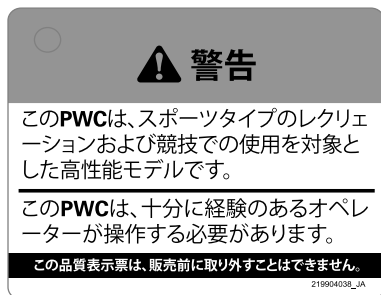 警告
このPWCは、スポーツタイプのレクリェ
ーションおよび競技での使用を対象と
した高性能モデルです。
このPWCは、十分に経験のあるオペレ
ーターが操作する必要があります。
この品質表示票は、販売前に取り外すことはできません。
219904038_JA